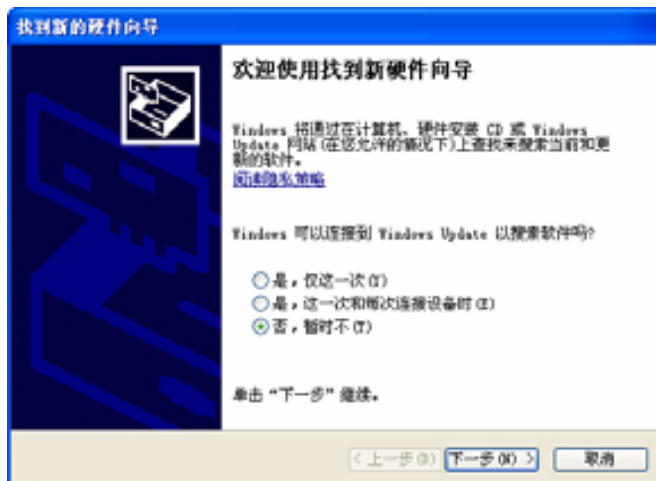 找到新的硬件向导
欢迎使用找到新硬件向导
Windows 将通过在计算机、硬件安装 CD 或 Windows
Update 网站(在您允许的情况下)上查找来搜索当前和更
新的软件。
阅读隐私策略
Windows 可以连接到 Windows Update 以搜索软件吗?
是，仅这一次(Y)
是，这一次和每次连接设备时(E)
否，暂时不(T)
单击“下一步”继续。
< 上一步(B) 下一步(N) > 取消